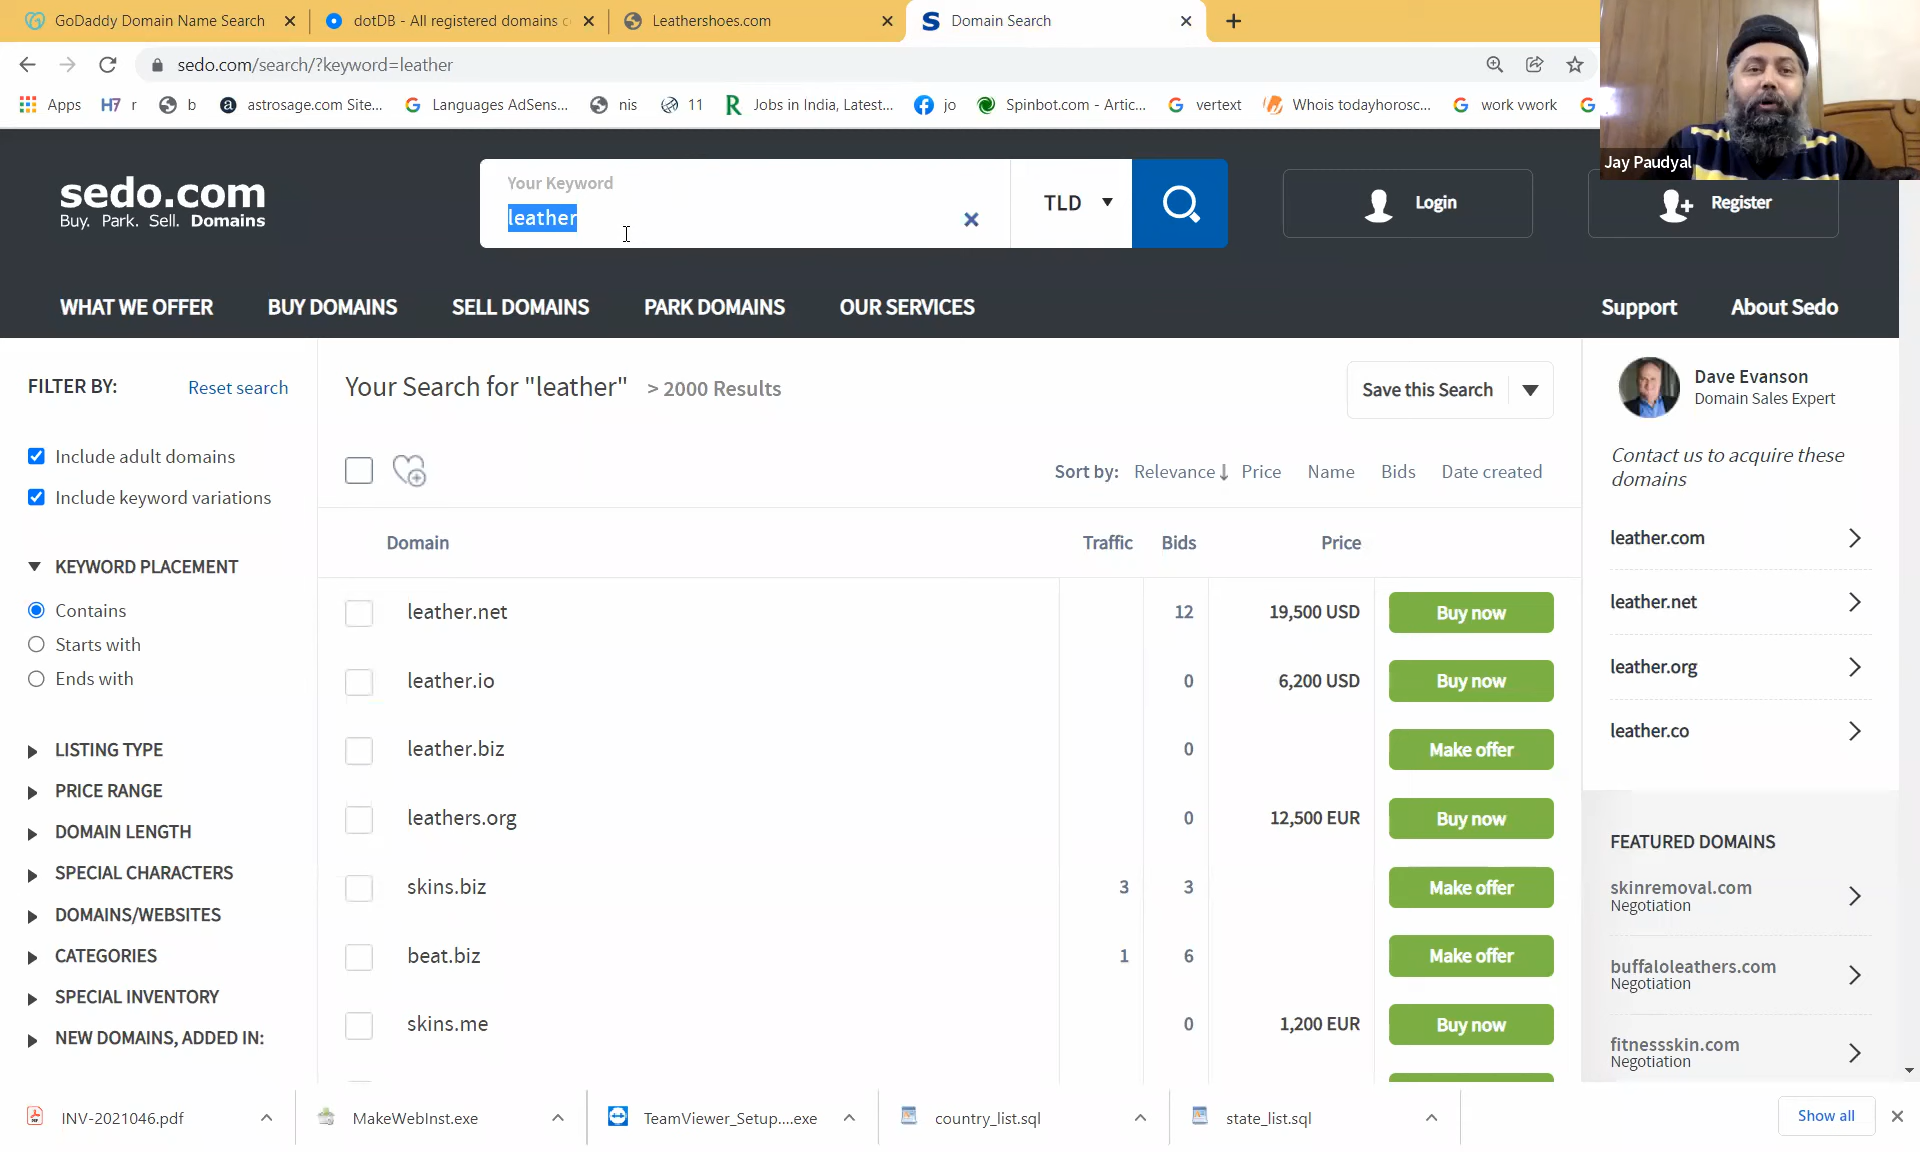 GoDaddy Domain Name Search
dotDB - All registered domains c
Leathershoes.com
Domain Search
sedo.com/search/?keyword=leather
Apps
H7 r
b
astrosage.com Site...
Languages AdSens...
nis
11
Jobs in India, Latest...
jo
Spinbot.com - Artic...
vertext
Whois todayhorosc...
work vwork
Jay Paudyal
sedo.com
Buy. Park. Sell. Domains
Your Keyword
leather
TLD
Login
Register
WHAT WE OFFER
BUY DOMAINS
SELL DOMAINS
PARK DOMAINS
OUR SERVICES
Support
About Sedo
FILTER BY:
Reset search
Include adult domains
Include keyword variations
KEYWORD PLACEMENT
Contains
Starts with
Ends with
LISTING TYPE
PRICE RANGE
DOMAIN LENGTH
SPECIAL CHARACTERS
DOMAINS/WEBSITES
CATEGORIES
SPECIAL INVENTORY
NEW DOMAINS, ADDED IN:
Your Search for "leather" > 2000 Results
Save this Search
Sort by: Relevance Price Name Bids Date created
Domain Traffic Bids Price
leather.net 12 19,500 USD Buy now
leather.io 0 6,200 USD Buy now
leather.biz 0 Make offer
leathers.org 0 12,500 EUR Buy now
skins.biz 3 3 Make offer
beat.biz 1 6 Make offer
skins.me 0 1,200 EUR Buy now
Dave Evanson
Domain Sales Expert
Contact us to acquire these
domains
leather.com
leather.net
leather.org
leather.co
FEATURED DOMAINS
skinremoval.com
Negotiation
buffaloleathers.com
Negotiation
fitnessskin.com
Negotiation
INV-2021046.pdf
MakeWebInst.exe
TeamViewer_Setup....exe
country_list.sql
state_list.sql
Show all